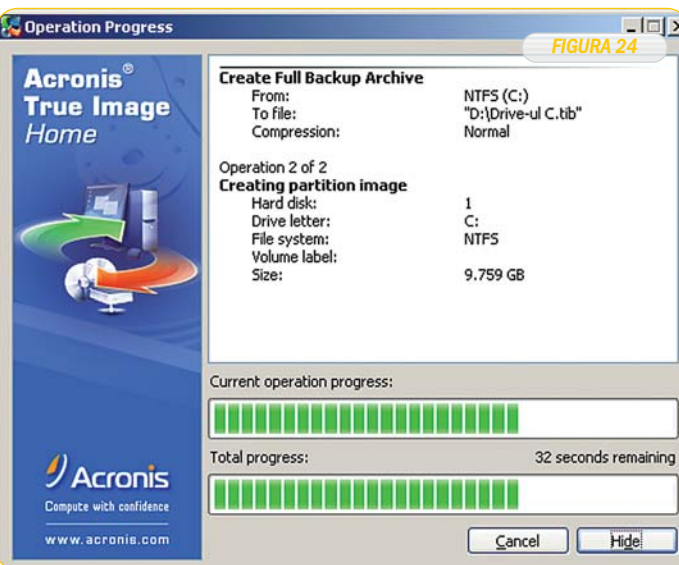 Operation Progress
FIGURA 24
Acronis®
True Image
Home
Create Full Backup Archive
From: NTFS (C:)
To file: "D:\Drive-ul C.tib"
Compression: Normal
Operation 2 of 2
Creating partition image
Hard disk: 1
Drive letter: C:
File system: NTFS
Volume label:
Size: 9.759 GB
Current operation progress:
Total progress: 32 seconds remaining
Acronis
Compute with confidence
www.acronis.com
Cancel
Hide